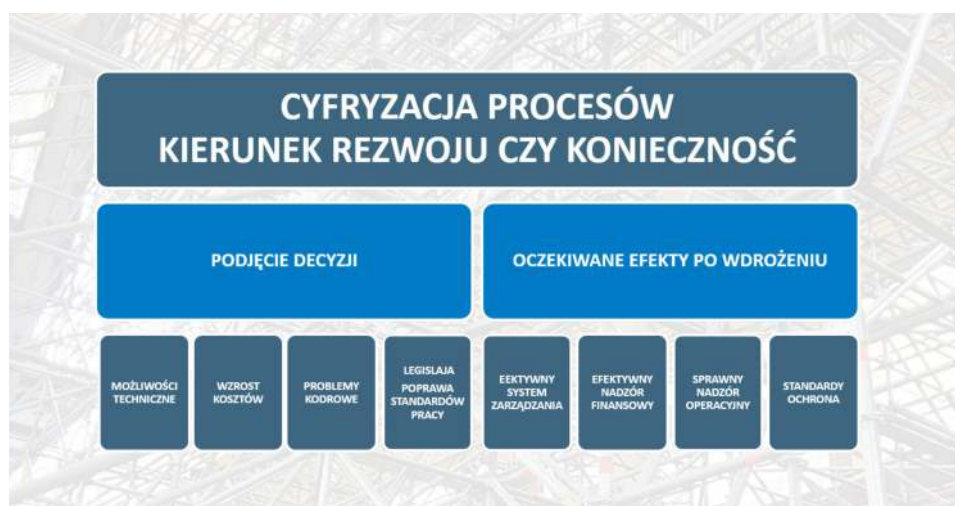 CYFRYZACJA PROCESÓW
KIERUNEK REZWOJU CZY KONIECZNOŚĆ
PODJĘCIE DECYZJI
OCZEKIWANE EFEKTY PO WDROŻENIU
MOŻLIWOŚCI
TECHNICZNE
WZROST
KOSZTÓW
PROBLEMY
KODROWE
LEGISLAJA
POPRAWA
STANDARDÓW
PRACY
EEKTYWNY
SYSTEM
ZARZĄDZANIA
EFEKTYWNY
NADZÓR
FINANSOWY
SPRAWNY
NADZÓR
OPERACYJNY
STANDARDY
OCHRONA